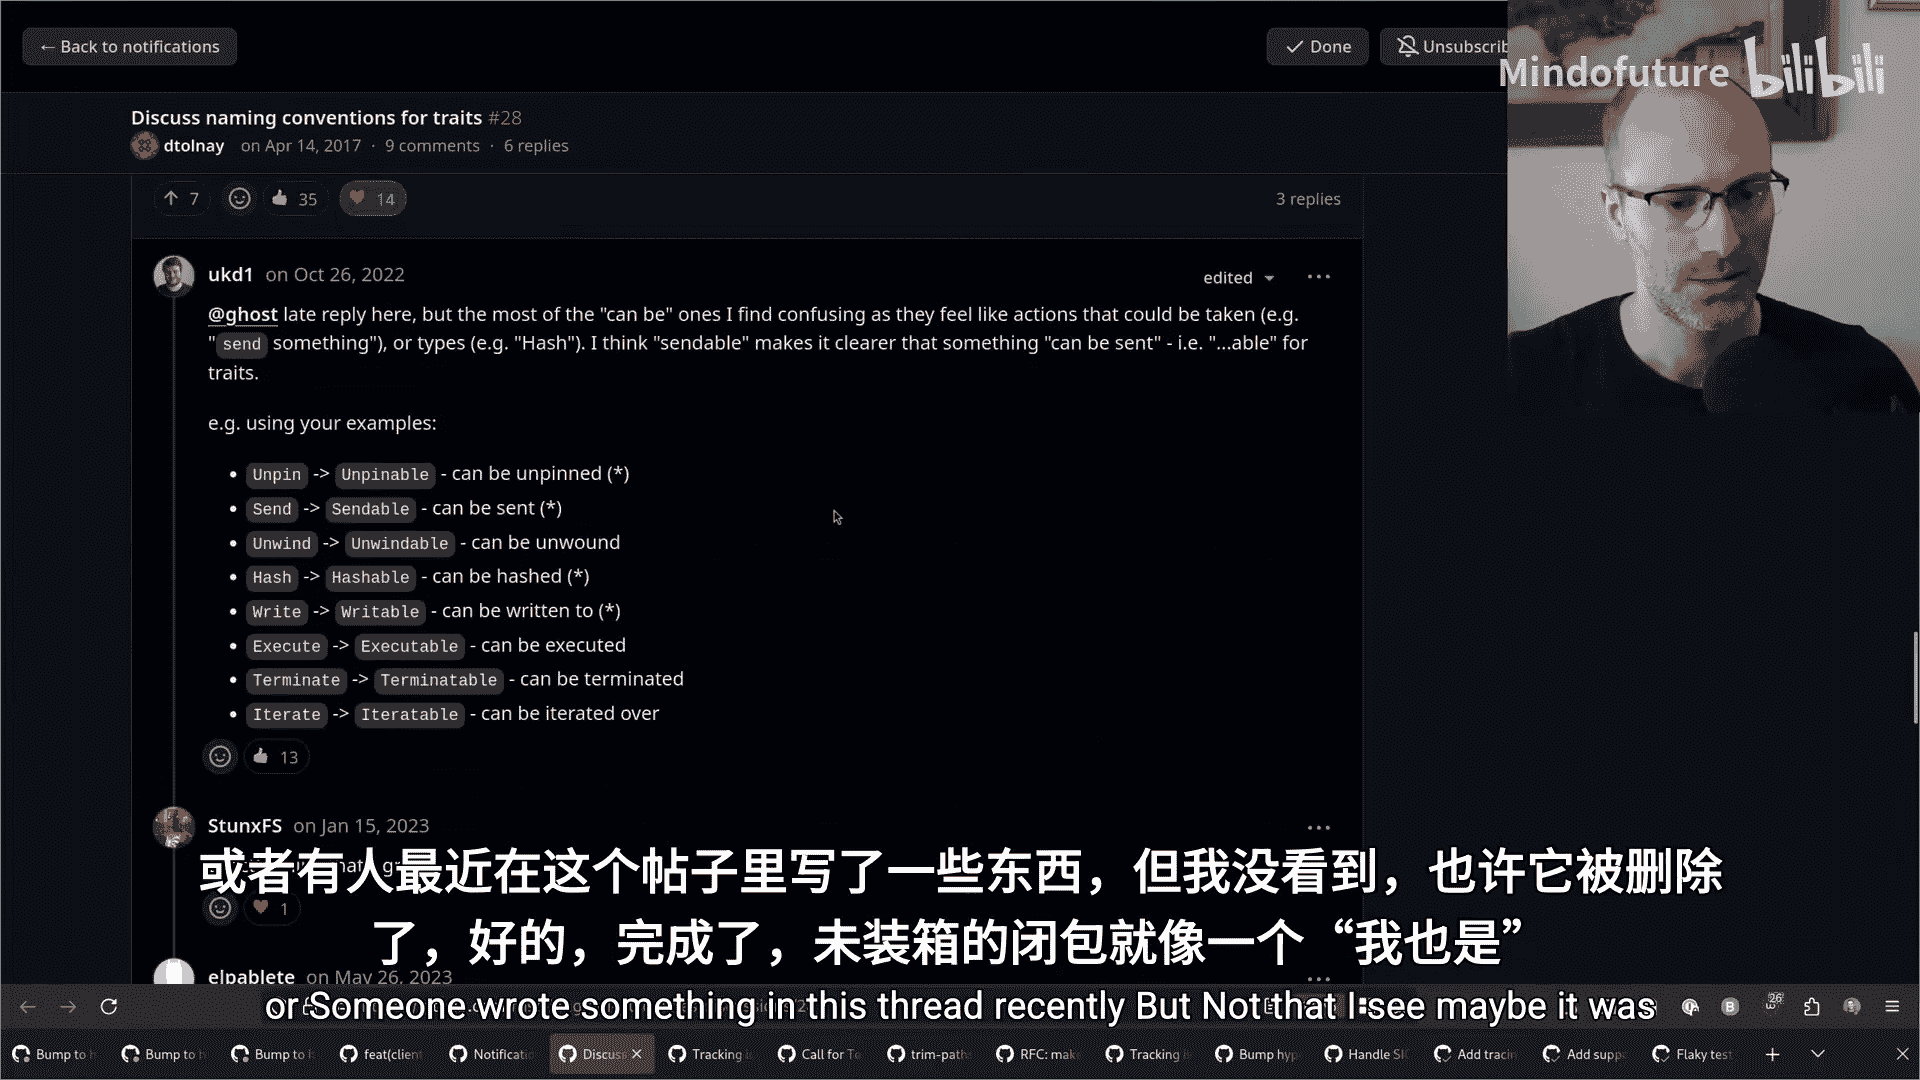 ← Back to notifications
Done
Unsubscrib
Mindofuture bilibili
Discuss naming conventions for traits #28
dtolnay on Apr 14, 2017 · 9 comments · 6 replies
7 35 14 3 replies
ukd1 on Oct 26, 2022 edited
@ghost late reply here, but the most of the "can be" ones I find confusing as they feel like actions that could be taken (e.g.
"send something"), or types (e.g. "Hash"). I think "sendable" makes it clearer that something "can be sent" - i.e. "...able" for
traits.
e.g. using your examples:
• Unpin -> Unpinable - can be unpinned (*)
• Send -> Sendable - can be sent (*)
• Unwind -> Unwindable - can be unwound
• Hash -> Hashable - can be hashed (*)
• Write -> Writable - can be written to (*)
• Execute -> Executable - can be executed
• Terminate -> Terminatable - can be terminated
• Iterate -> Iteratable - can be iterated over
13
StunxFS on Jan 15, 2023
或者有人最近在这个帖子里写了一些东西，但我没看到，也许它被删除
1
了，好的，完成了，未装箱的闭包就像一个“我也是”
elpablete on May 26, 2023
or Someone wrote something in this thread recently But Not that I see maybe it was
26
Bump to h Bump to h Bump to h feat(client Notificatio Discuss Tracking is Call for Te trim-paths RFC: make Tracking is Bump hyp Handle SIG Add tracin Add supp Flaky test